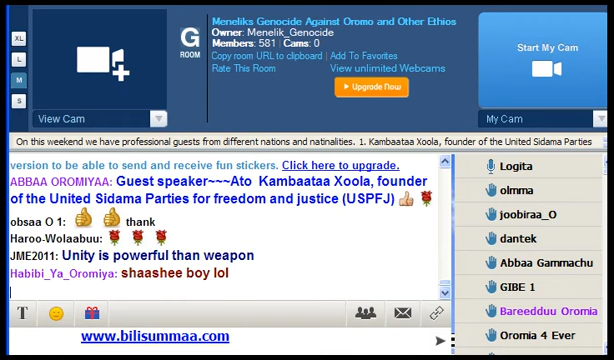 XL
L
M
S
View Cam
G
ROOM
Meneliks Genocide Against Oromo and Other Ethios
Owner: Menelik_Genocide
Members: 581 | Cams: 0
Copy room URL to clipboard | Add To Favorites
Rate This Room View unlimited Webcams
Upgrade Now
Start My Cam
My Cam
On this weekend we have professional guests from different nations and natinalities. 1. Kambaataa Xoola, founder of the United Sidama Parties
version to be able to send and receive fun stickers. Click here to upgrade.
ABBAA OROMIYAA: Guest speaker~~~Ato Kambaataa Xoola, founder
of the United Sidama Parties for freedom and justice (USPFJ)
obsaa O 1: thank
Haroo-Wolaabuu:
JME2011: Unity is powerful than weapon
Habibi_Ya_Oromiya: shaashee boy lol
T
www.bilisummaa.com
Logita
olmma
joobiraa_O
dantek
Abbaa Gammachu
GIBE 1
Bareedduu Oromia
Oromia 4 Ever